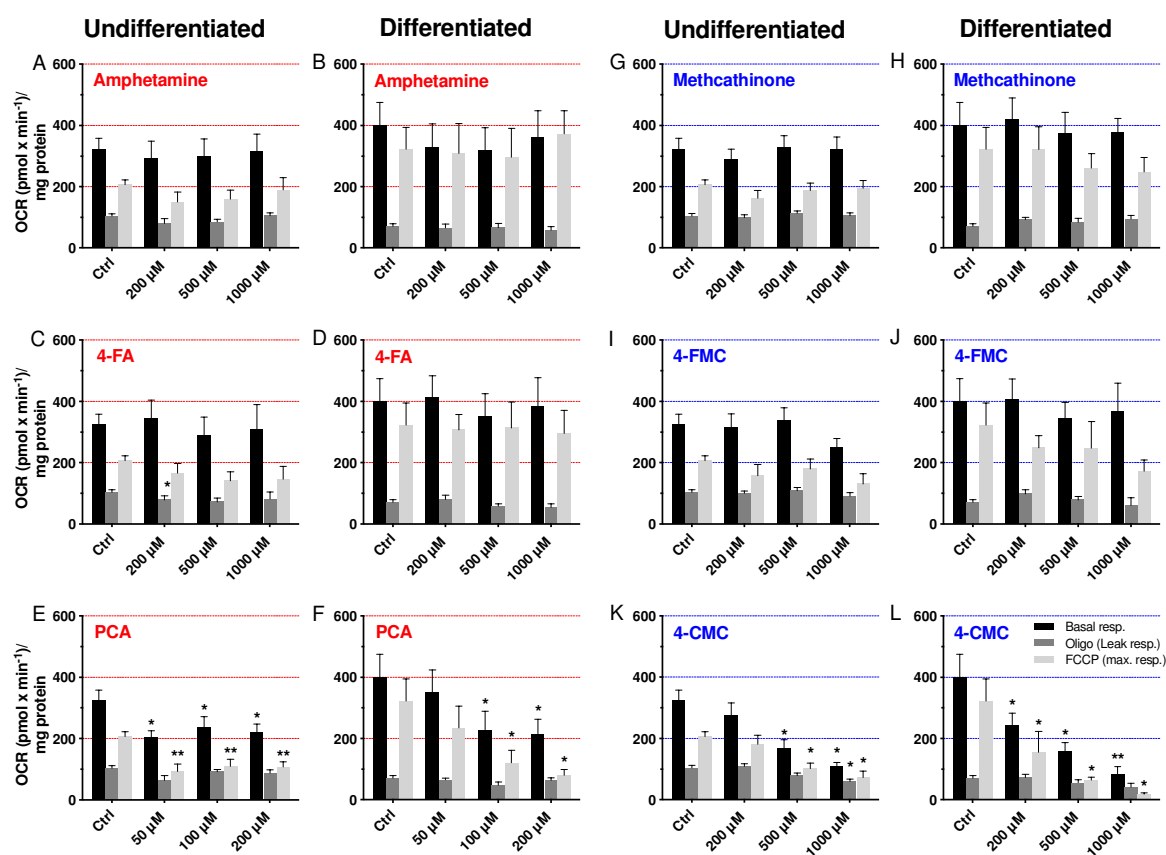 Undifferentiated
Differentiated
Undifferentiated
Differentiated
A
Amphetamine
OCR (pmol x min⁻¹)/
mg protein
600
400
200
0
Ctrl
200 µM
500 µM
1000 µM
B
Amphetamine
600
400
200
0
Ctrl
200 µM
500 µM
1000 µM
G
Methcathinone
600
400
200
0
Ctrl
200 µM
500 µM
1000 µM
H
Methcathinone
600
400
200
0
Ctrl
200 µM
500 µM
1000 µM
C
4-FA
OCR (pmol x min⁻¹)/
mg protein
600
400
200
0
*
Ctrl
200 µM
500 µM
1000 µM
D
4-FA
600
400
200
0
Ctrl
200 µM
500 µM
1000 µM
I
4-FMC
600
400
200
0
Ctrl
200 µM
500 µM
1000 µM
J
4-FMC
600
400
200
0
Ctrl
200 µM
500 µM
1000 µM
E
PCA
OCR (pmol x min⁻¹)/
mg protein
600
400
200
0
* ** * ** * **
Ctrl
50 µM
100 µM
200 µM
F
PCA
600
400
200
0
* * * *
Ctrl
50 µM
100 µM
200 µM
K
4-CMC
600
400
200
0
* * * * *
Ctrl
200 µM
500 µM
1000 µM
L
4-CMC
Basal resp.
Oligo (Leak resp.)
FCCP (max. resp.)
600
400
200
0
* * * * ** *
Ctrl
200 µM
500 µM
1000 µM